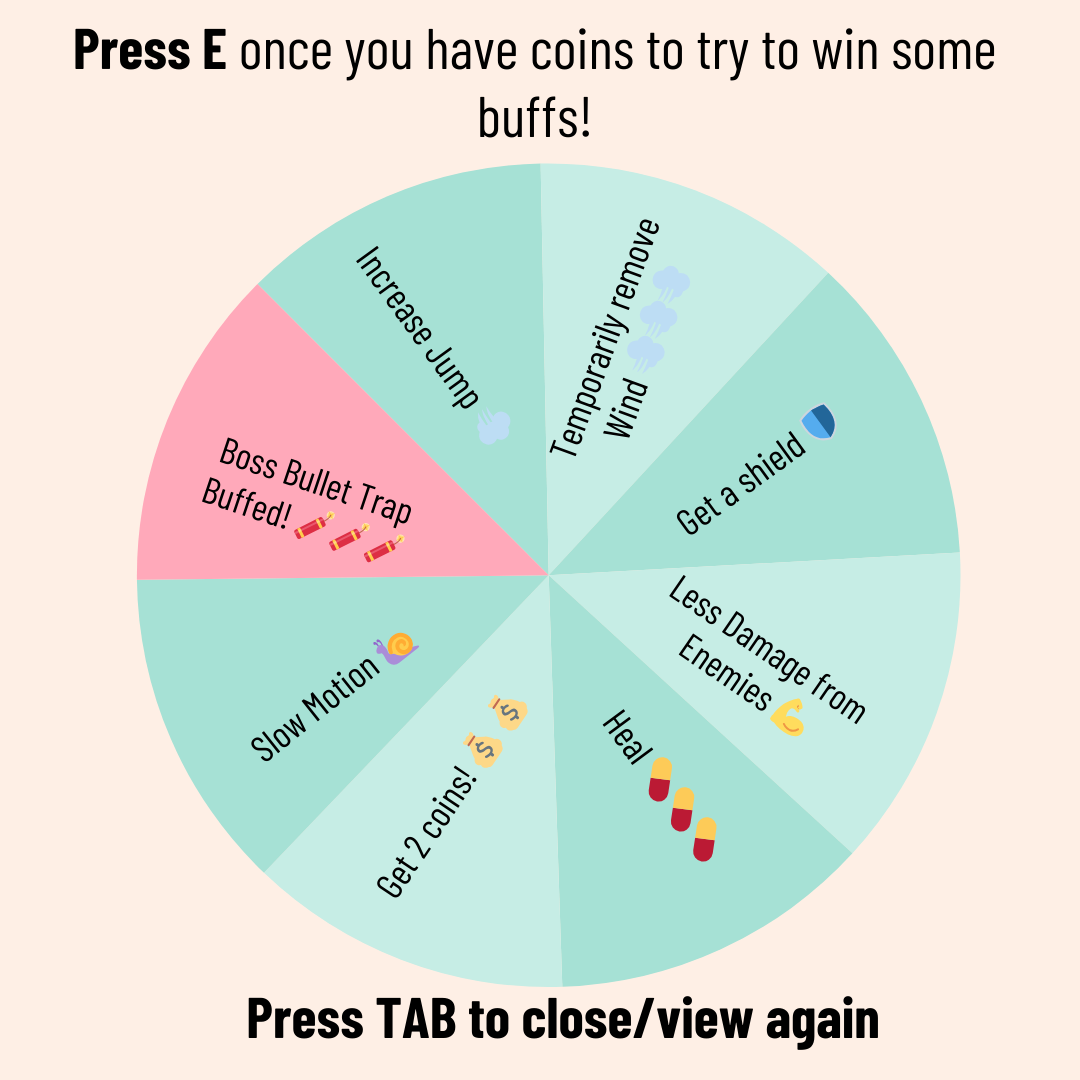 Press E once you have coins to try to win some
buffs!
Increase Jump
Temporarily remove
Wind
Get a shield
Boss Bullet Trap
Buffed!
Less Damage from
Enemies
Slow Motion
Get 2 coins!
Heal
Press TAB to close/view again